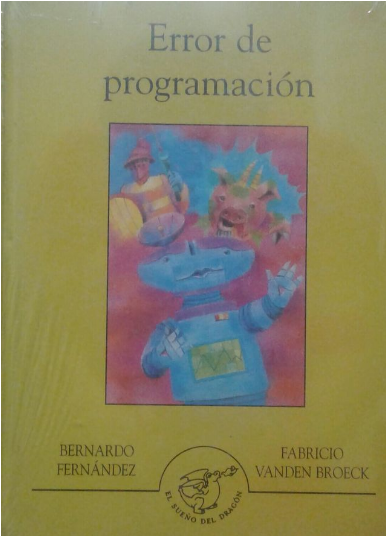 Error de
programación
BERNARDO
FERNÁNDEZ
FABRICIO
VANDEN BROECK
EL SUEÑO DEL DRAGÓN